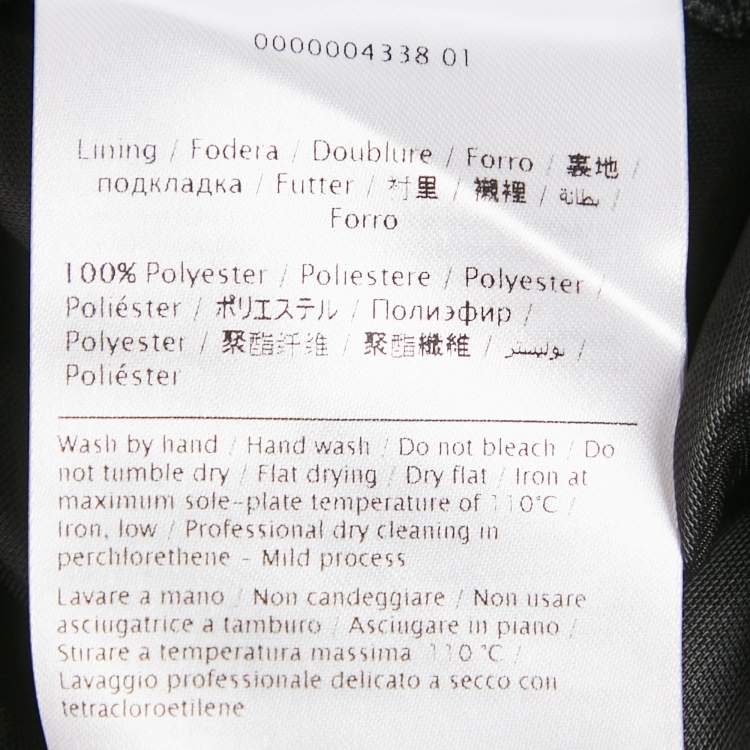 0000004338 01
Lining / Fodera / Doublure / Forro / 裏地 /
подкладка / Futter / 衬里 / 襯裡 / بطانة /
Forro
100% Polyester / Poliestere / Polyester /
Poliéster / ポリエステル / Полиэфир /
Polyester / 聚酯纤维 / 聚酯纖維 / بوليستر /
Poliéster
Wash by hand / Hand wash / Do not bleach / Do
not tumble dry / Flat drying / Dry flat / Iron at
maximum sole-plate temperature of 110°C /
Iron, low / Professional dry cleaning in
perchlorethene - Mild process
Lavare a mano / Non candeggiare / Non usare
asciugatrice a tamburo / Asciugare in piano /
Stirare a temperatura massima 110 °C /
Lavaggio professionale delicato a secco con
tetracloroetilene